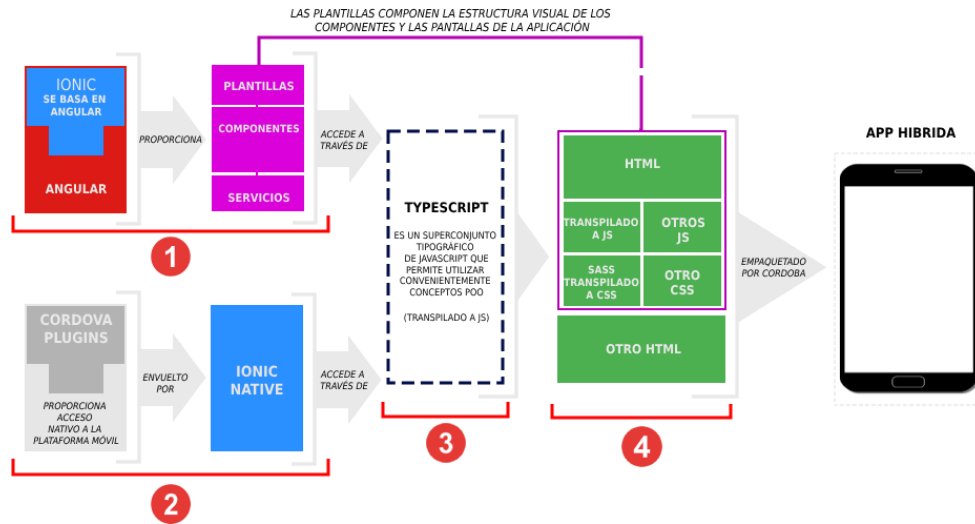 LAS PLANTILLAS COMPONEN LA ESTRUCTURA VISUAL DE LOS
COMPONENTES Y LAS PANTALLAS DE LA APLICACIÓN
IONIC
SE BASA EN
ANGULAR
ANGULAR
PROPORCIONA
PLANTILLAS
COMPONENTES
SERVICIOS
ACCEDE A
TRAVÉS DE
1
CORDOVA
PLUGINS
PROPORCIONA
ACCESO
NATIVO A LA
PLATAFORMA MÓVIL
ENVUELTO
POR
IONIC
NATIVE
ACCEDE A
TRAVÉS DE
2
TYPESCRIPT
ES UN SUPERCONJUNTO
TIPOGRÁFICO
DE JAVASCRIPT QUE
PERMITE UTILIZAR
CONVENIENTEMENTE
CONCEPTOS POO
(TRANSPILADO A JS)
3
HTML
TRANSPILADO
A JS
OTROS
JS
SASS
TRANSPILADO
A CSS
OTRO
CSS
OTRO HTML
4
EMPAQUETADO
POR CORDOBA
APP HIBRIDA